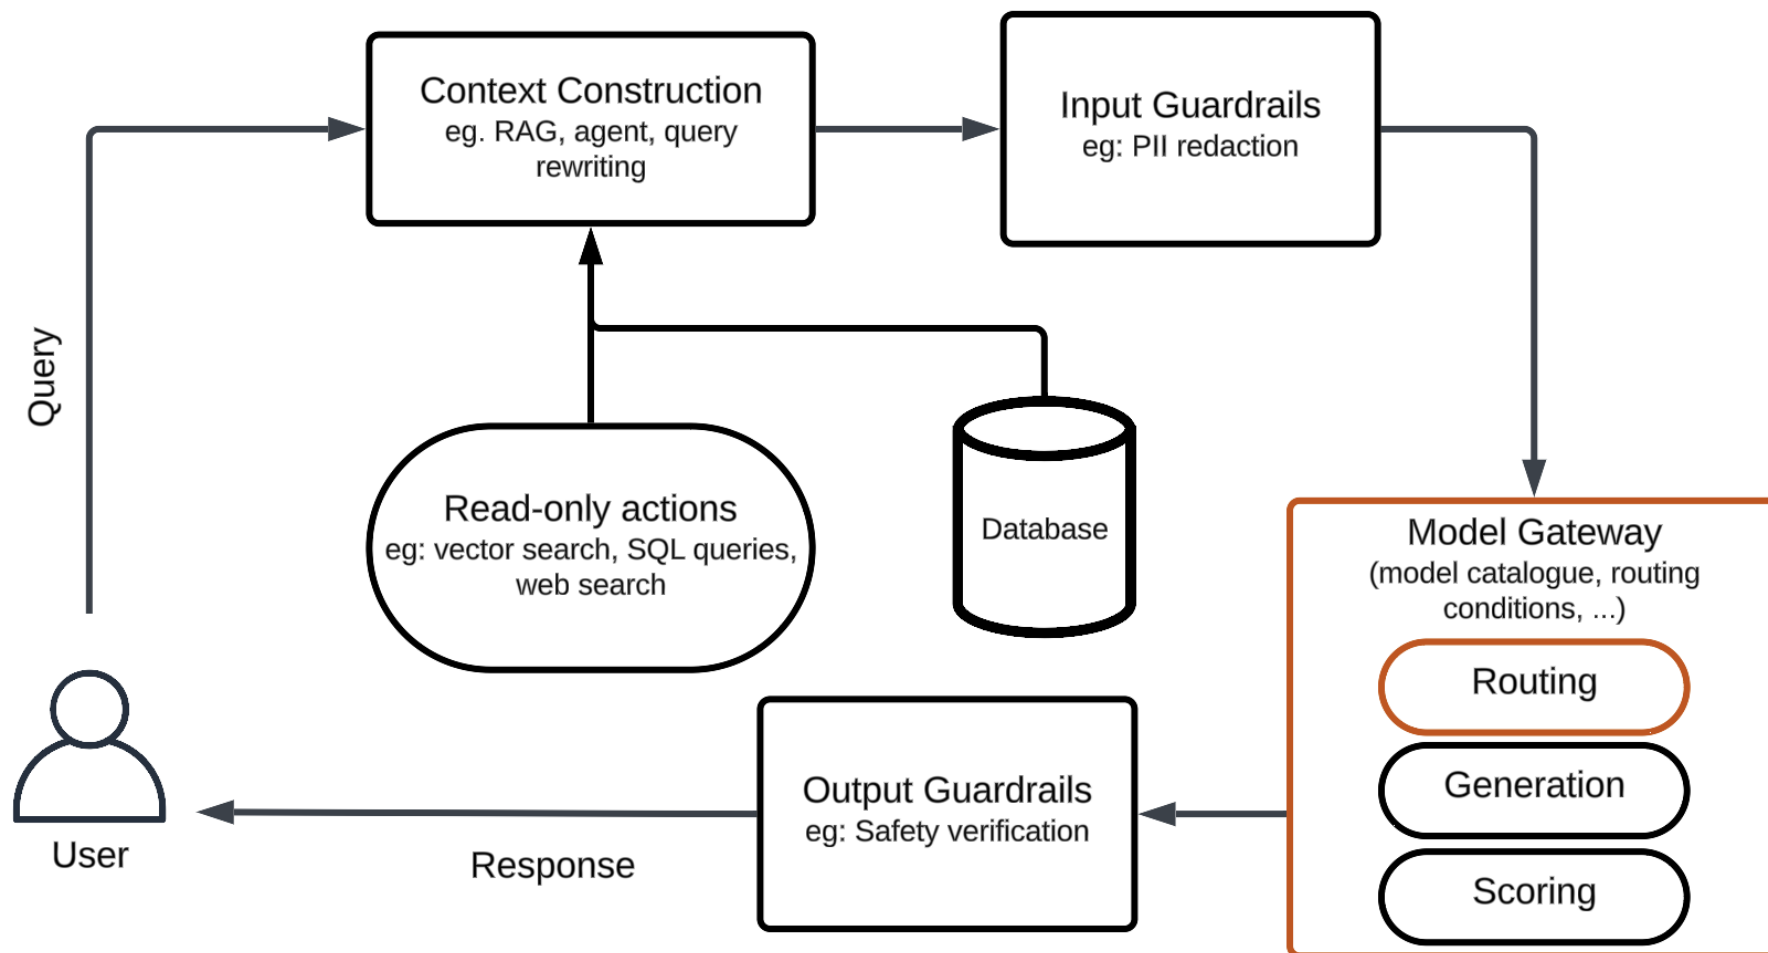 Context Construction
eg. RAG, agent, query
rewriting
Input Guardrails
eg: PII redaction
Query
Read-only actions
eg: vector search, SQL queries,
web search
Database
Model Gateway
(model catalogue, routing
conditions, ...)
Routing
Generation
Scoring
Output Guardrails
eg: Safety verification
Response
User